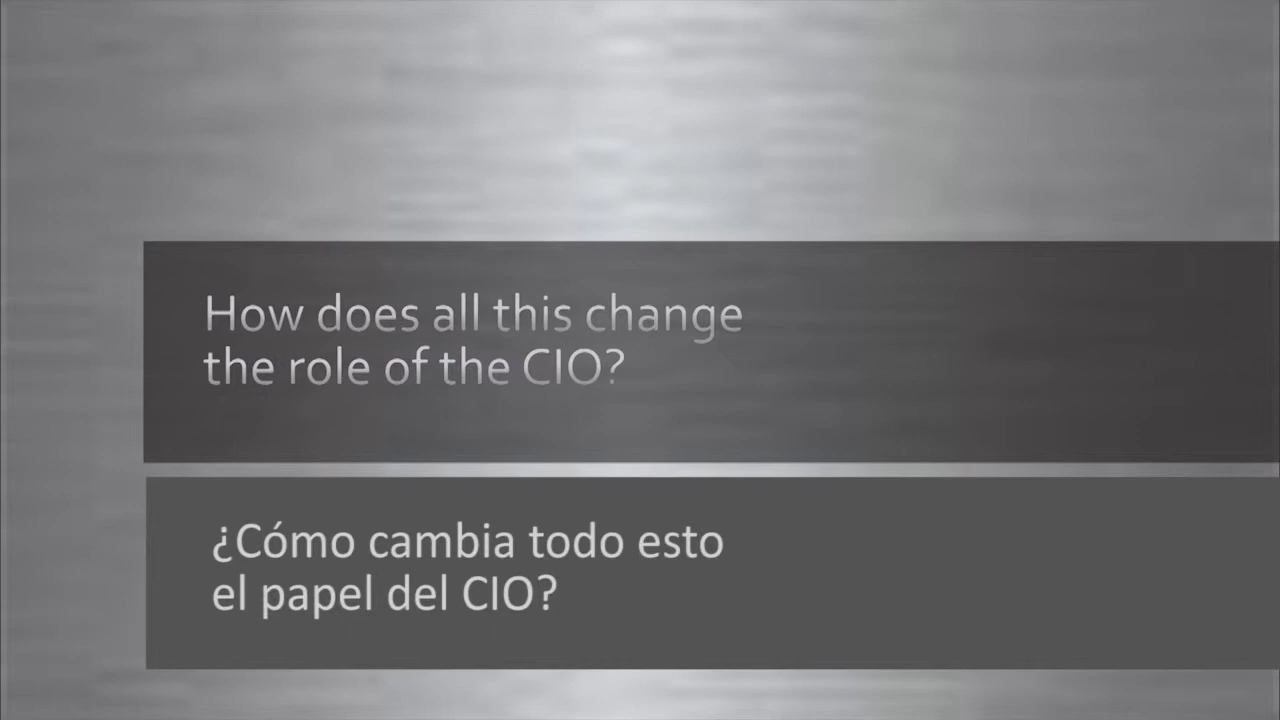 How does all this change
the role of the CIO?
¿Cómo cambia todo esto
el papel del CIO?